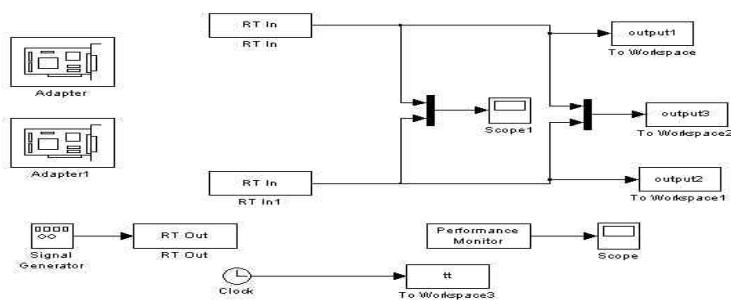 RT In
RT In
output1
To Workspace
Adapter
Scope1
output3
To Workspace2
Adapter1
RT In
RT In1
output2
To Workspace1
Signal
Generator
RT Out
RT Out
Performance
Monitor
Scope
Clock
tt
To Workspace3